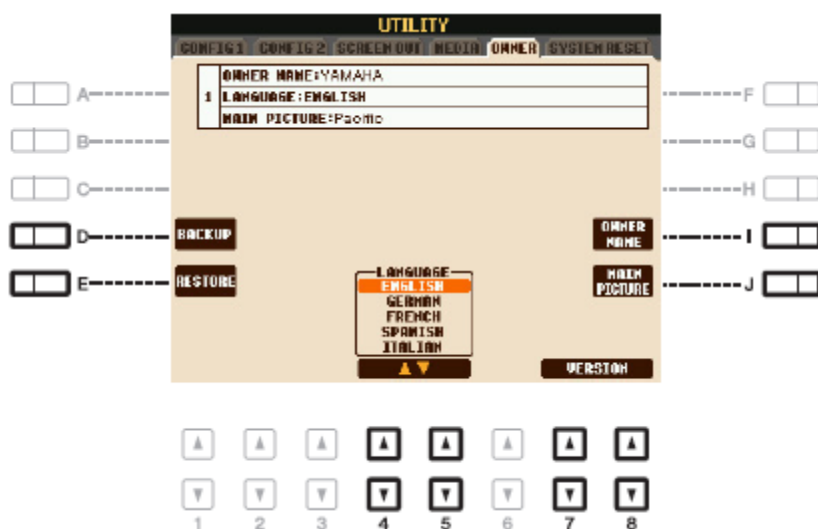 UTILITY
CONFIG 1 CONFIG 2 SCREEN OUT MEDIA OWNER SYSTEM RESET
OWNER NAME:YAMAHA
1 LANGUAGE:ENGLISH
MAIN PICTURE:Pacific
A
B
C
D
E
F
G
H
I
J
BACKUP
RESTORE
OWNER
NAME
MAIN
PICTURE
LANGUAGE
ENGLISH
GERMAN
FRENCH
SPANISH
ITALIAN
VERSION
1 2 3 4 5 6 7 8